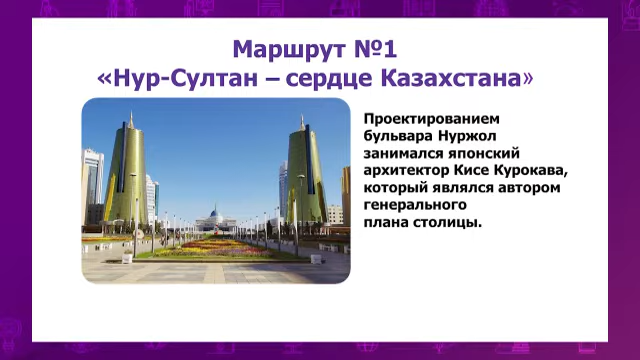 Маршрут №1
«Нур-Султан – сердце Казахстана»
Проектированием
бульвара Нуржол
занимался японский
архитектор Кисе Курокава,
который являлся автором
генерального
плана столицы.